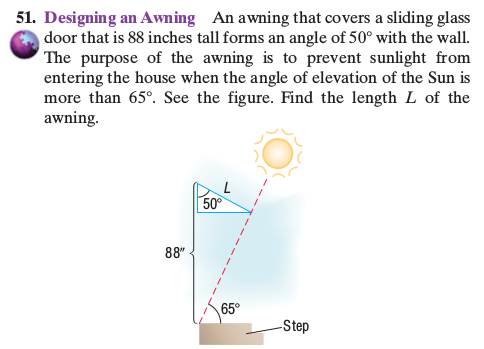 51. Designing an Awning An awning that covers a sliding glass
door that is 88 inches tall forms an angle of 50° with the wall.
The purpose of the awning is to prevent sunlight from
entering the house when the angle of elevation of the Sun is
more than 65°. See the figure. Find the length L of the
awning.
L
50°
88″
65°
Step